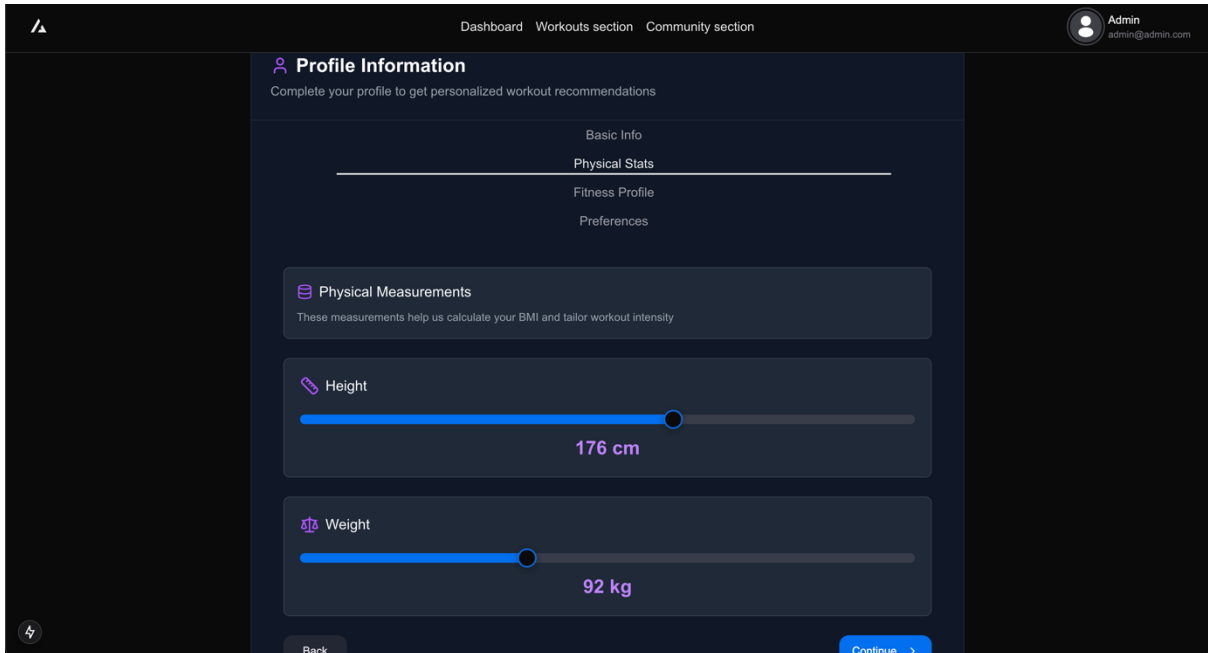 Dashboard Workouts section Community section
Admin
admin@admin.com
Profile Information
Complete your profile to get personalized workout recommendations
Basic Info
Physical Stats
Fitness Profile
Preferences
Physical Measurements
These measurements help us calculate your BMI and tailor workout intensity
Height
176 cm
Weight
92 kg
Back
Continue